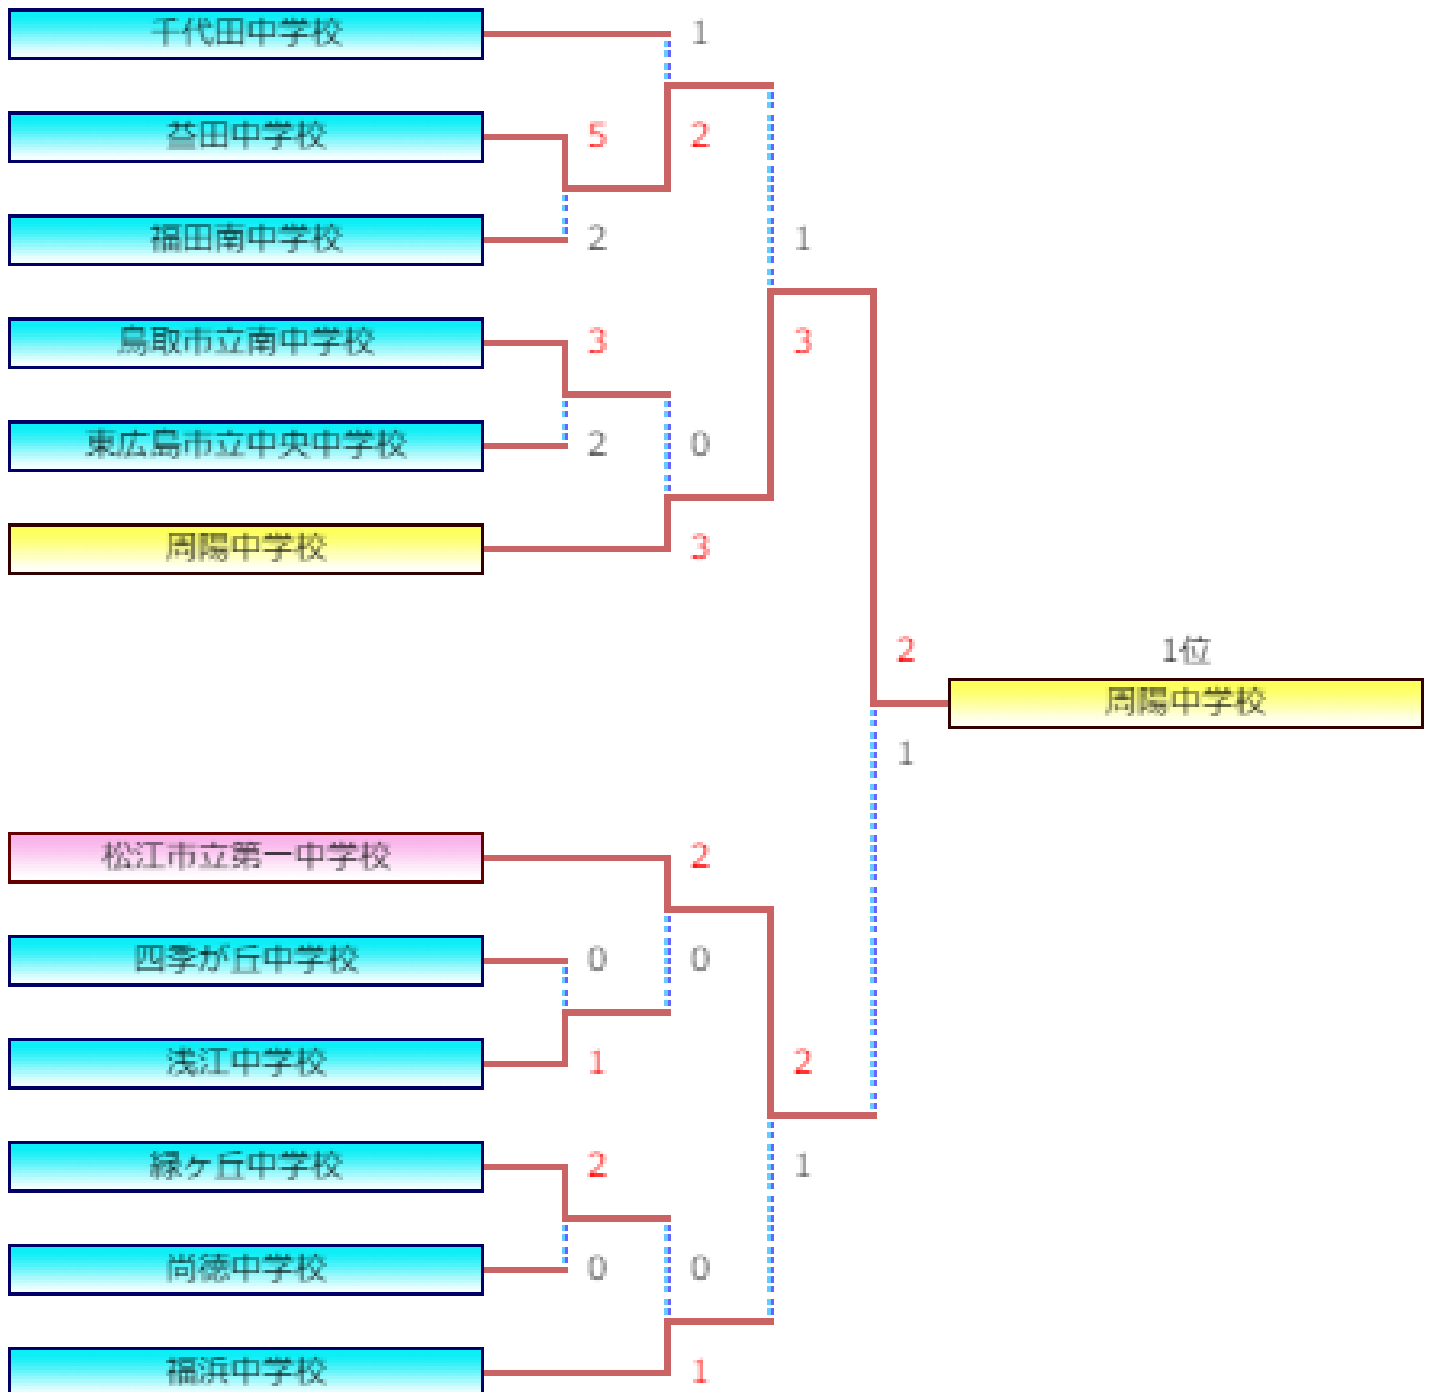 千代田中学校 1
益田中学校 5 2
福田南中学校 2 1
鳥取市立南中学校 3 3
東広島市立中央中学校 2 0
周陽中学校 3
2 1位
周陽中学校
1
松江市立第一中学校 2
四季が丘中学校 0 0
浅江中学校 1 2
緑ヶ丘中学校 2 1
尚徳中学校 0 0
福浜中学校 1